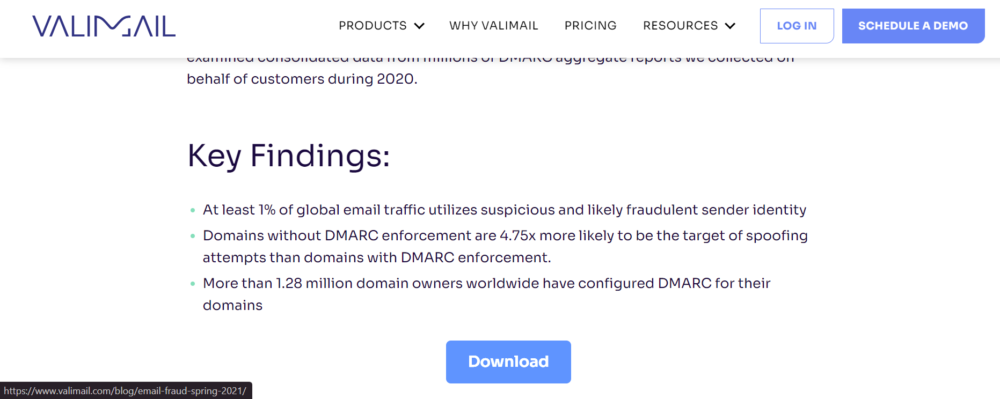 VALIMAIL
PRODUCTS
WHY VALIMAIL
PRICING
RESOURCES
LOG IN
SCHEDULE A DEMO
examined consolidated data from millions of DMARC aggregate reports we collected on
behalf of customers during 2020.
Key Findings:
At least 1% of global email traffic utilizes suspicious and likely fraudulent sender identity
Domains without DMARC enforcement are 4.75x more likely to be the target of spoofing
attempts than domains with DMARC enforcement.
More than 1.28 million domain owners worldwide have configured DMARC for their
domains
Download
https://www.valimail.com/blog/email-fraud-spring-2021/